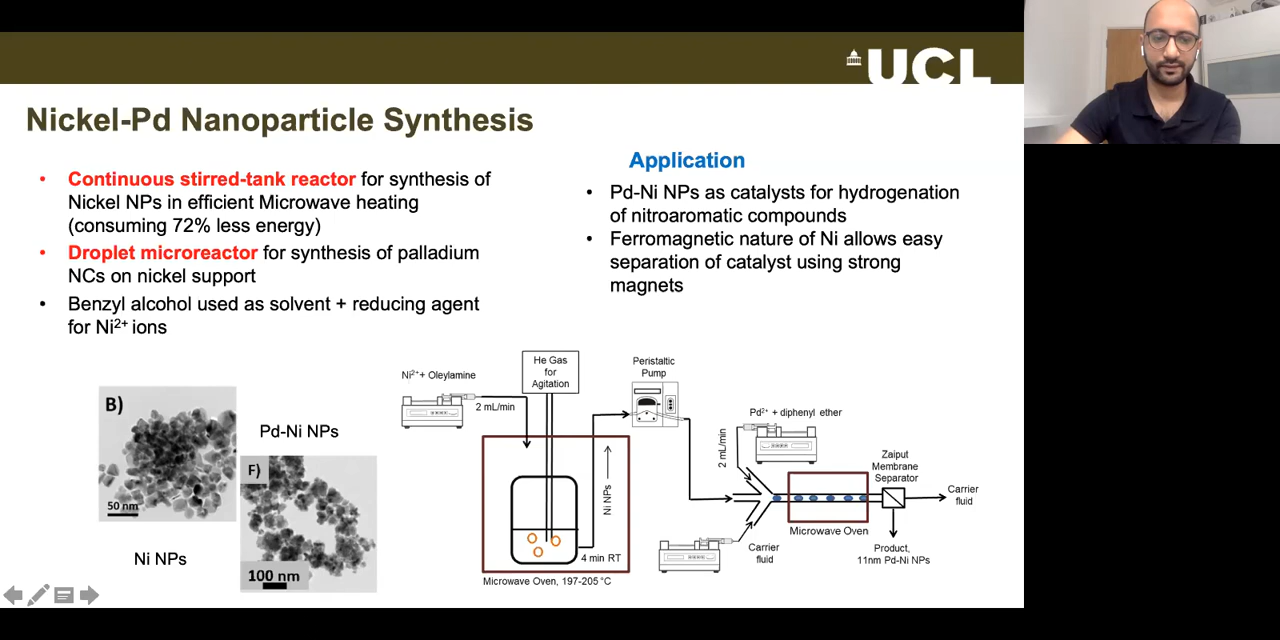 UCL
Nickel-Pd Nanoparticle Synthesis
• Continuous stirred-tank reactor for synthesis of
Nickel NPs in efficient Microwave heating
(consuming 72% less energy)
• Droplet microreactor for synthesis of palladium
NCs on nickel support
• Benzyl alcohol used as solvent + reducing agent
for Ni²⁺ ions
Application
• Pd-Ni NPs as catalysts for hydrogenation
of nitroaromatic compounds
• Ferromagnetic nature of Ni allows easy
separation of catalyst using strong
magnets
B)
50 nm
Ni NPs
Pd-Ni NPs
F)
100 nm
Ni²⁺+ Oleylamine
2 mL/min
He Gas
for
Agitation
Ni NPs
4 min RT
Microwave Oven, 197-205 °C
Peristaltic
Pump
Pd²⁺ + diphenyl ether
2 mL/min
Carrier
fluid
Microwave Oven
Zaiput
Membrane
Separator
Carrier
fluid
Product,
11nm Pd-Ni NPs